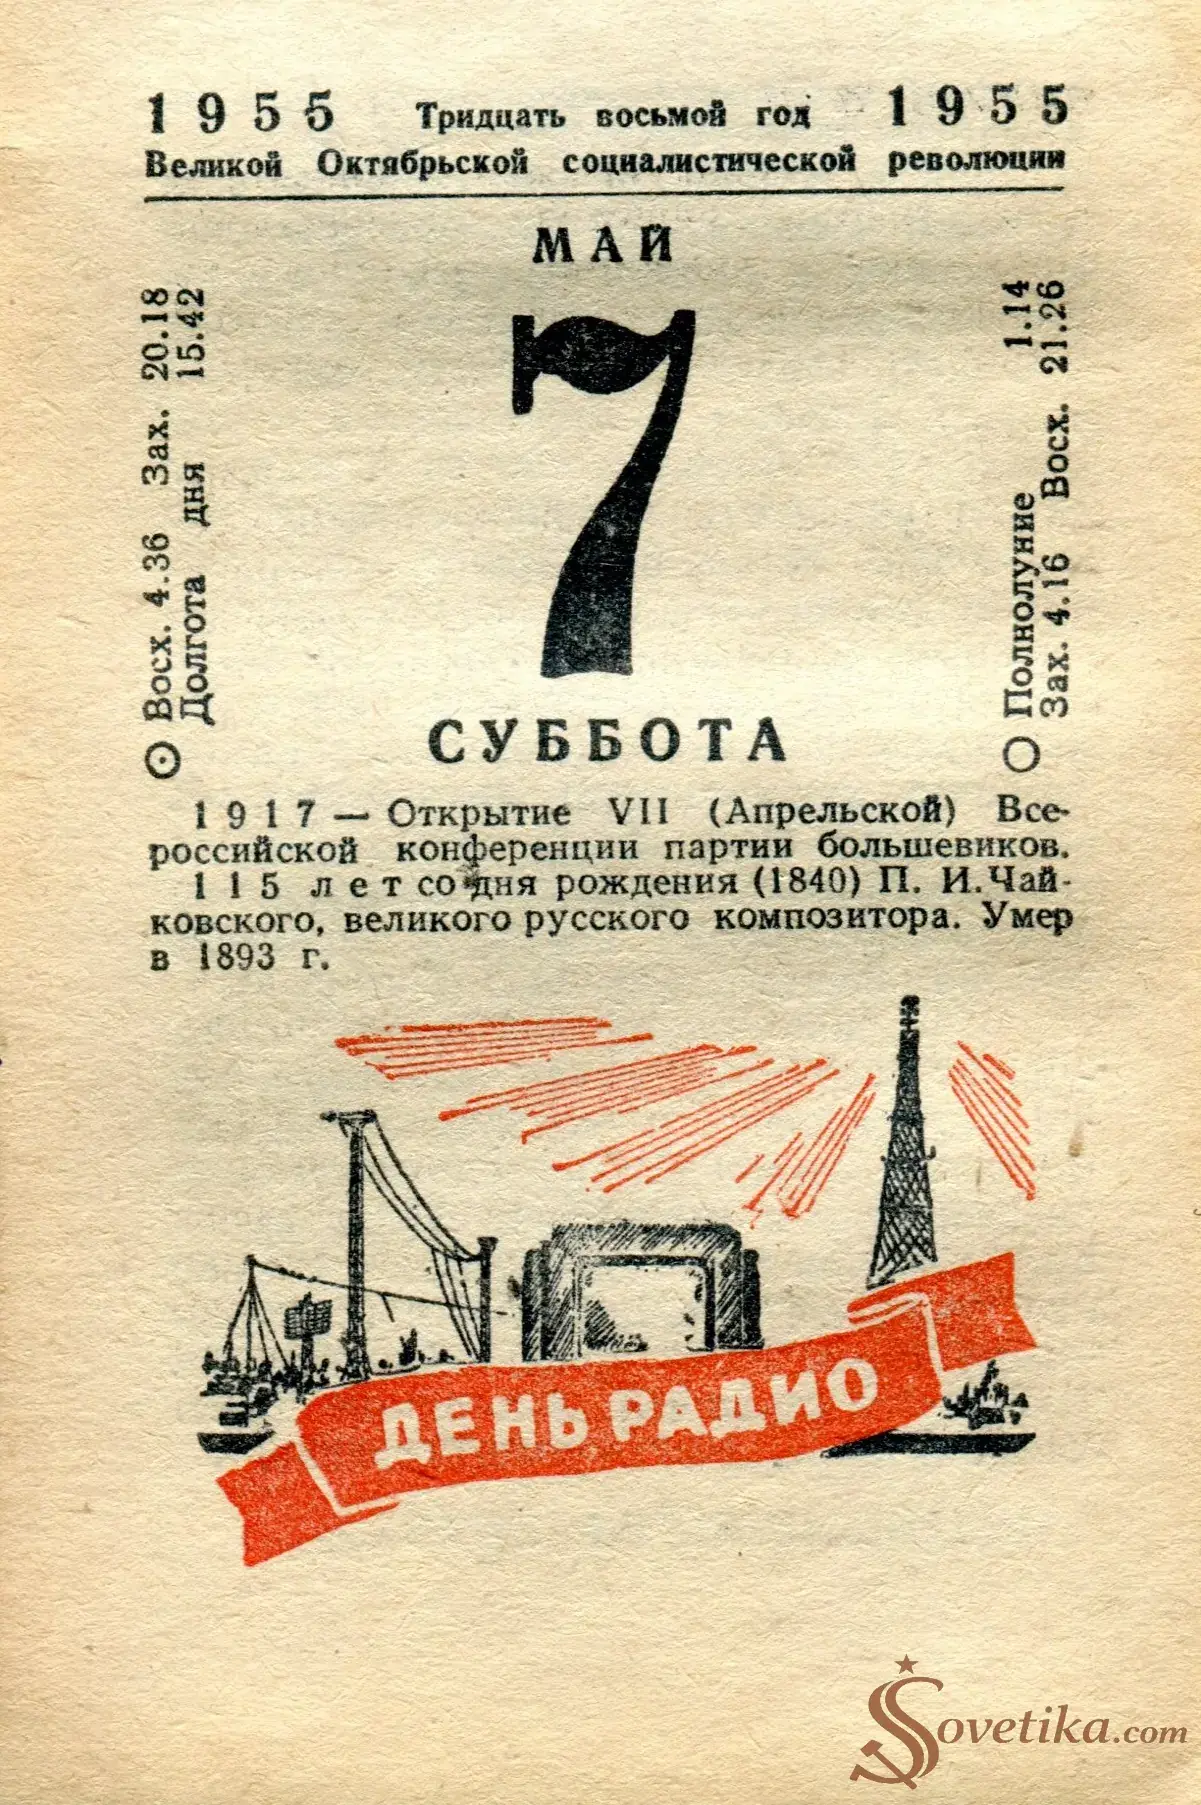 1955 Тридцать восьмой год 1955
Великой Октябрьской социалистической революции
МАЙ
Восх. 4.36 Зах. 20.18
Долгота дня 15.42
7
Полнолуние 1.14
Зах. 4.16 Восх. 21.26
СУББОТА
1917 — Открытие VII (Апрельской) Все-
российской конференции партии большевиков.
115 лет со дня рождения (1840) П. И. Чай-
ковского, великого русского композитора. Умер
в 1893 г.
ДЕНЬ РАДИО
Sovetika.com